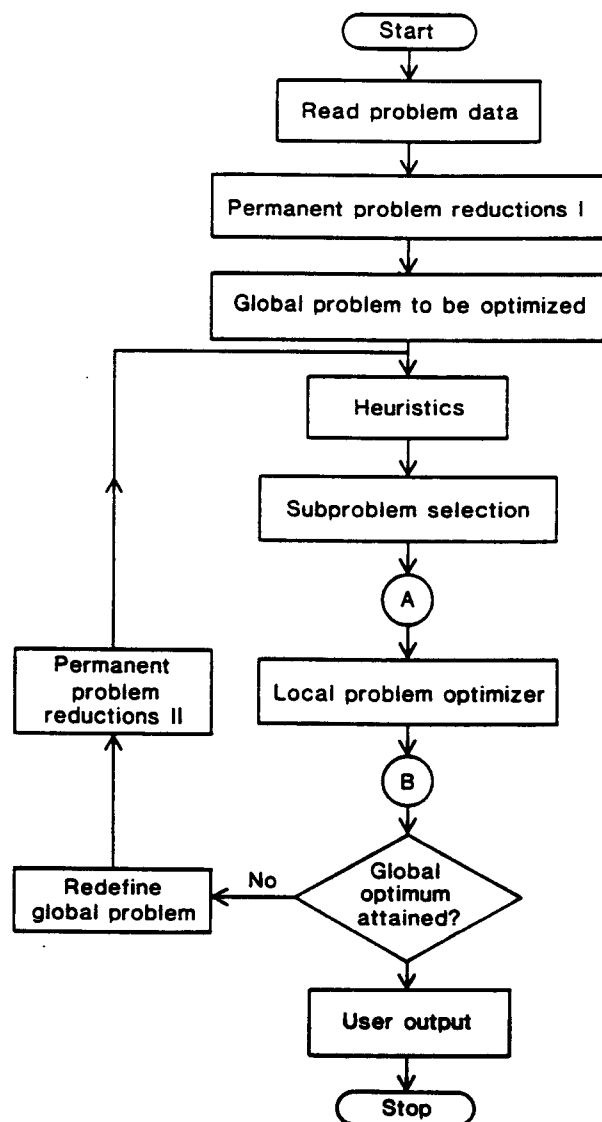 Start
Read problem data
Permanent problem reductions I
Global problem to be optimized
Heuristics
Subproblem selection
A
Permanent
problem
reductions II
Local problem optimizer
B
Global
optimum
attained?
No
Redefine
global problem
User output
Stop